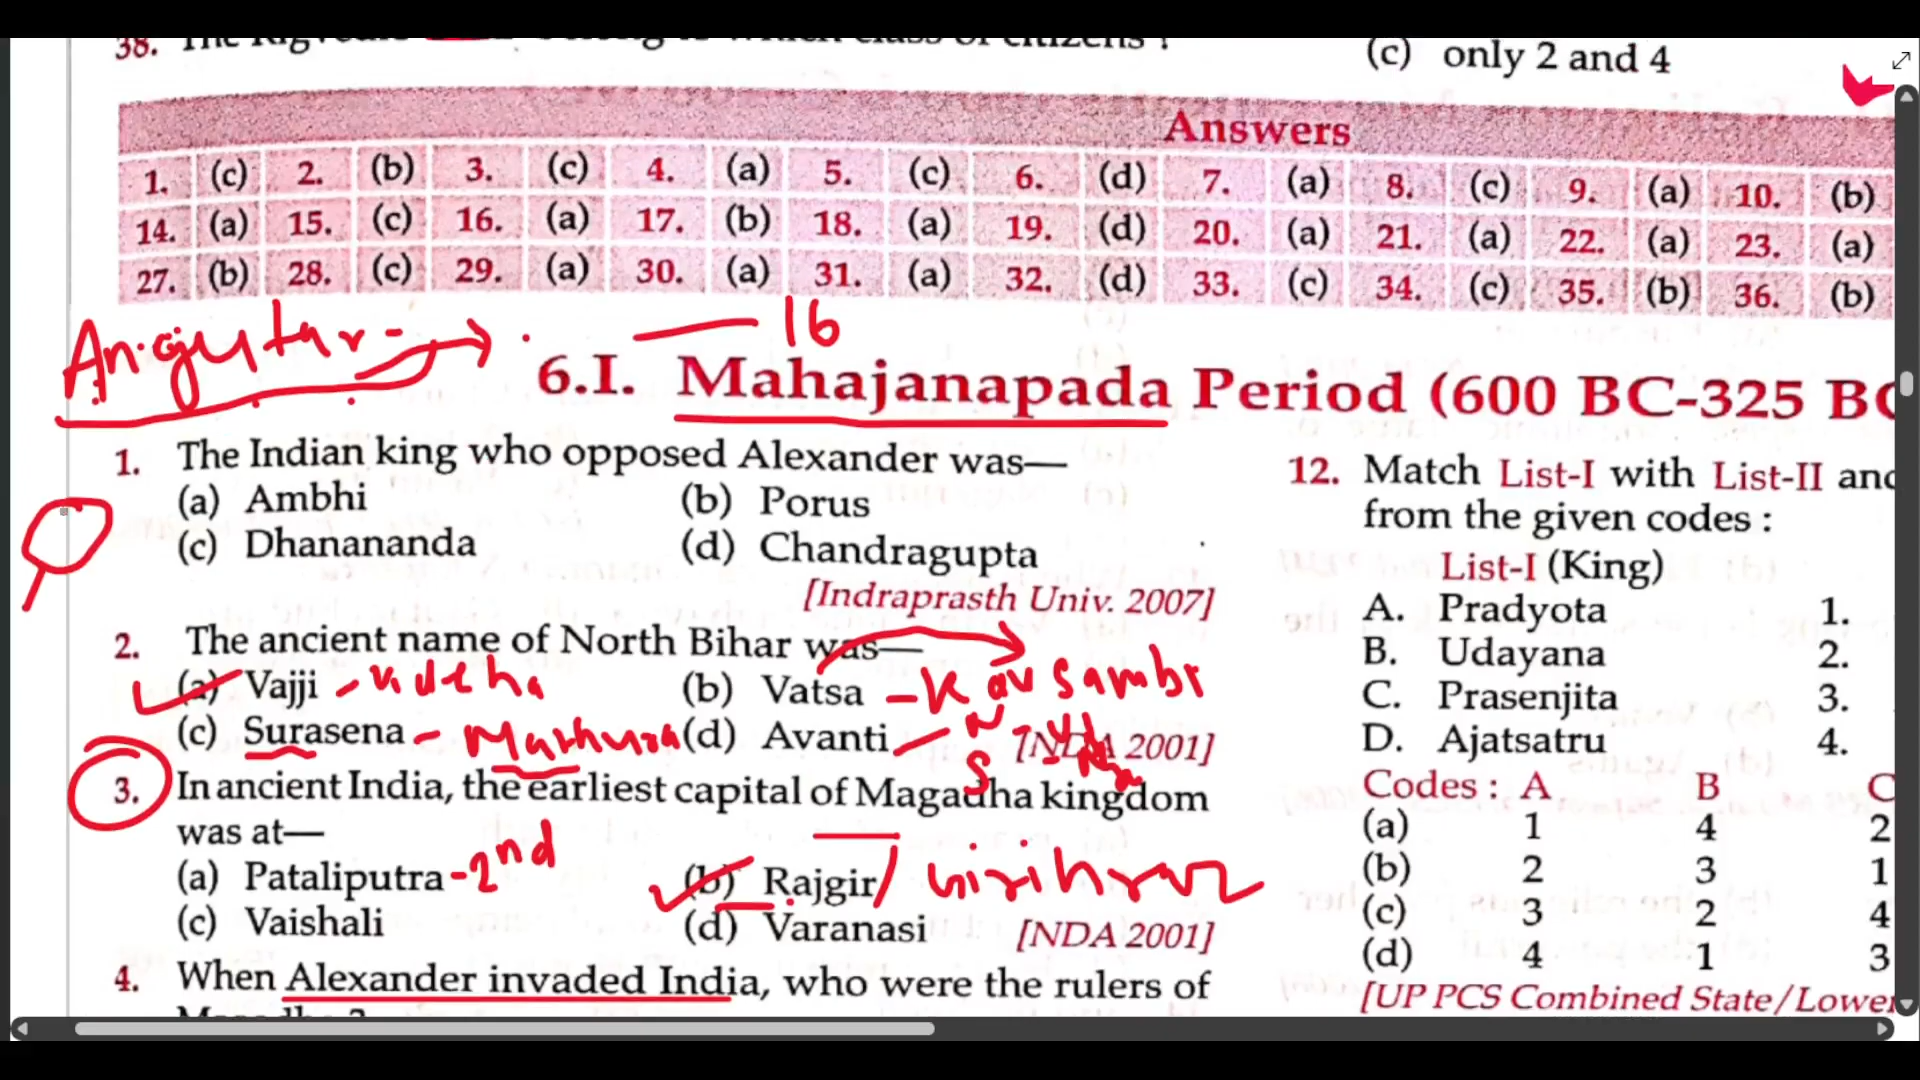 38. The Rigvedic belong to which class of citizens ?
(c) only 2 and 4
Answers
1. (c) 2. (b) 3. (c) 4. (a) 5. (c) 6. (d) 7. (a) 8. (c) 9. (a) 10. (b)
14. (a) 15. (c) 16. (a) 17. (b) 18. (a) 19. (d) 20. (a) 21. (a) 22. (a) 23. (a)
27. (b) 28. (c) 29. (a) 30. (a) 31. (a) 32. (d) 33. (c) 34. (c) 35. (b) 36. (b)
Angutar - 16
6.I. Mahajanapada Period (600 BC-325 BC
1. The Indian king who opposed Alexander was—
(a) Ambhi (b) Porus
(c) Dhanananda (d) Chandragupta
[Indraprasth Univ. 2007]
2. The ancient name of North Bihar was—
(a) Vajji - Videha (b) Vatsa - Kausambi
(c) Surasena - Mathura (d) Avanti - N S [NDA 2001]
3. In ancient India, the earliest capital of Magadha kingdom
was at—
(a) Pataliputra - 2nd (b) Rajgir /
(c) Vaishali (d) Varanasi [NDA 2001]
4. When Alexander invaded India, who were the rulers of
Magadha ?
12. Match List-I with List-II and
from the given codes :
List-I (King)
A. Pradyota 1.
B. Udayana 2.
C. Prasenjita 3.
D. Ajatsatru 4.
Codes : A B C
(a) 1 4 2
(b) 2 3 1
(c) 3 2 4
(d) 4 1 3
[UP PCS Combined State/Lower